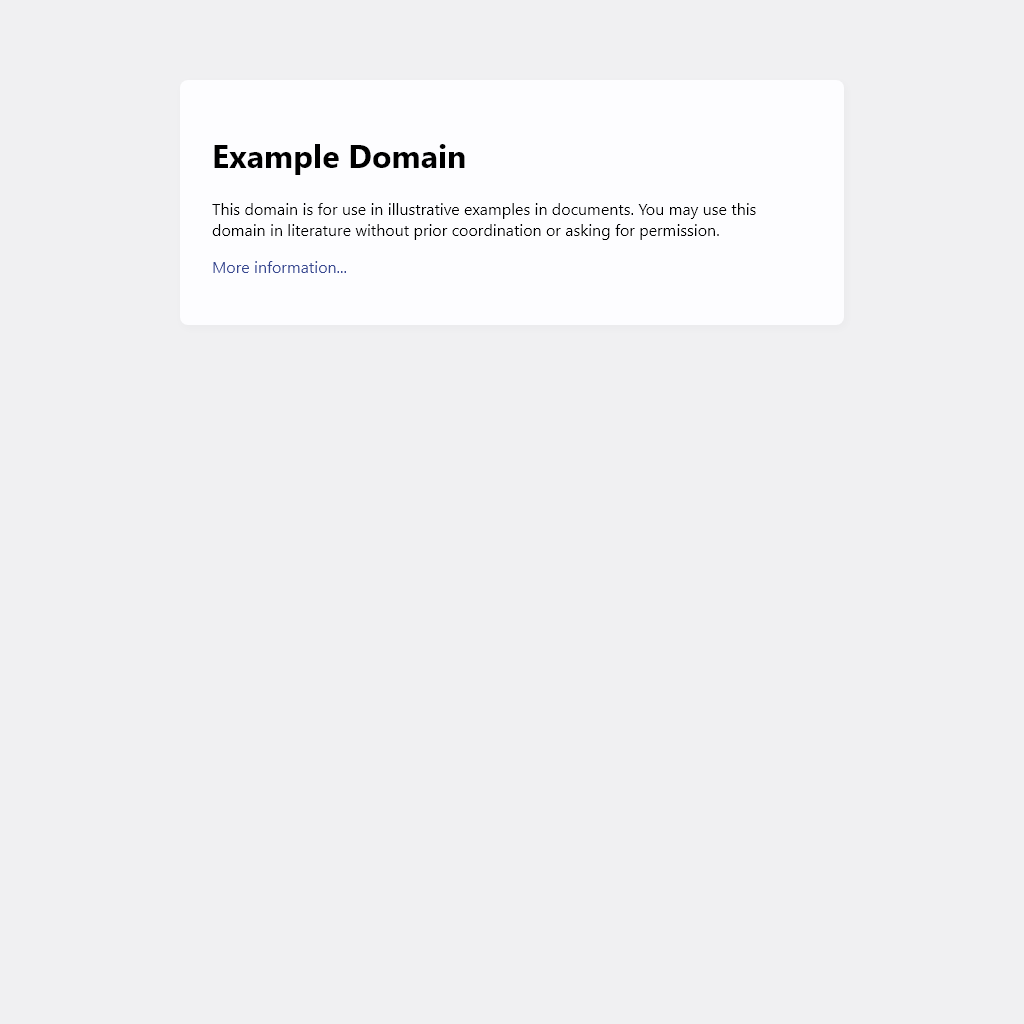 Example Domain
This domain is for use in illustrative examples in documents. You may use this
domain in literature without prior coordination or asking for permission.
More information...